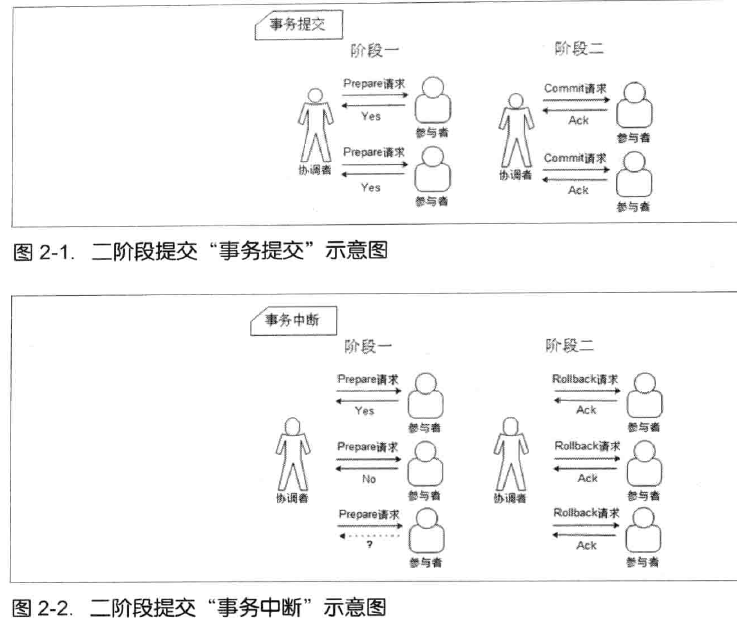 事务提交
阶段一
阶段二
Prepare请求
Yes
参与者
Prepare请求
Yes
参与者
协调者
Commit请求
Ack
参与者
Commit请求
Ack
参与者
协调者
图 2-1. 二阶段提交“事务提交”示意图
事务中断
阶段一
阶段二
Prepare请求
Yes
参与者
Prepare请求
No
参与者
协调者
Prepare请求
?
参与者
Rollback请求
Ack
参与者
Rollback请求
Ack
参与者
协调者
Rollback请求
Ack
参与者
图 2-2. 二阶段提交“事务中断”示意图